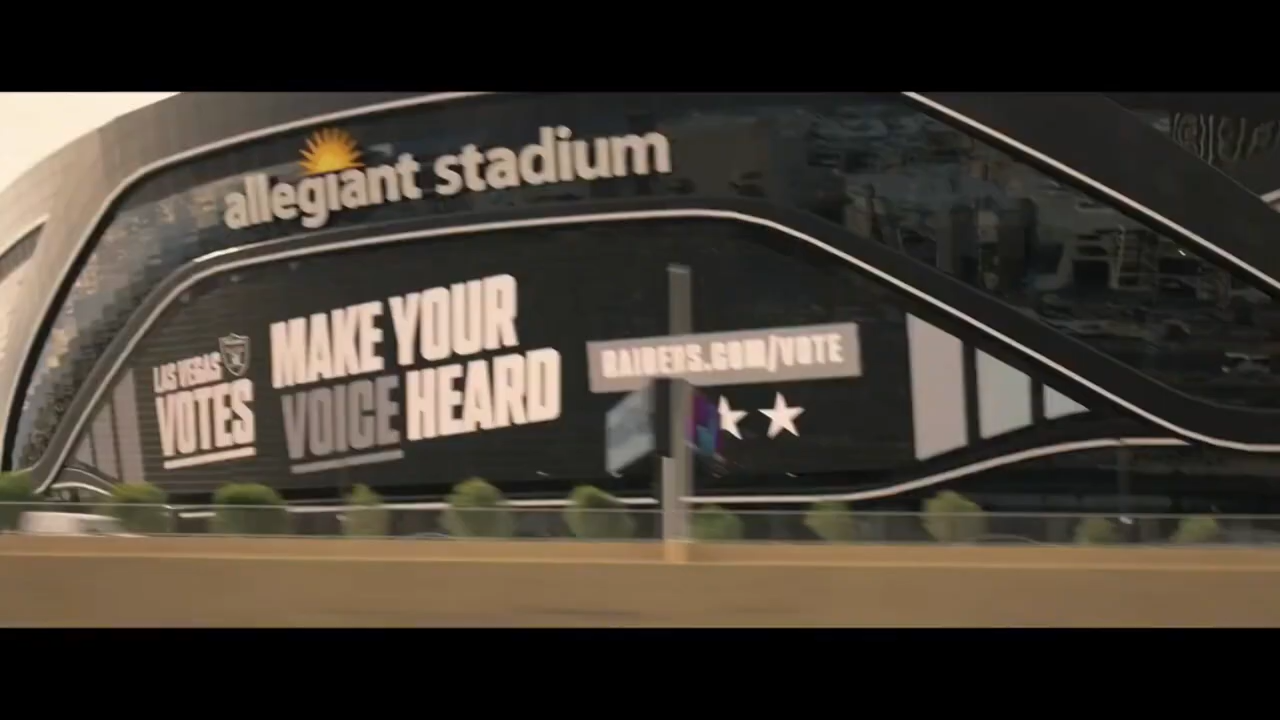 allegiant stadium
LAS VEGAS
VOTES
MAKE YOUR
VOICE HEARD
RAIDERS.COM/VOTE